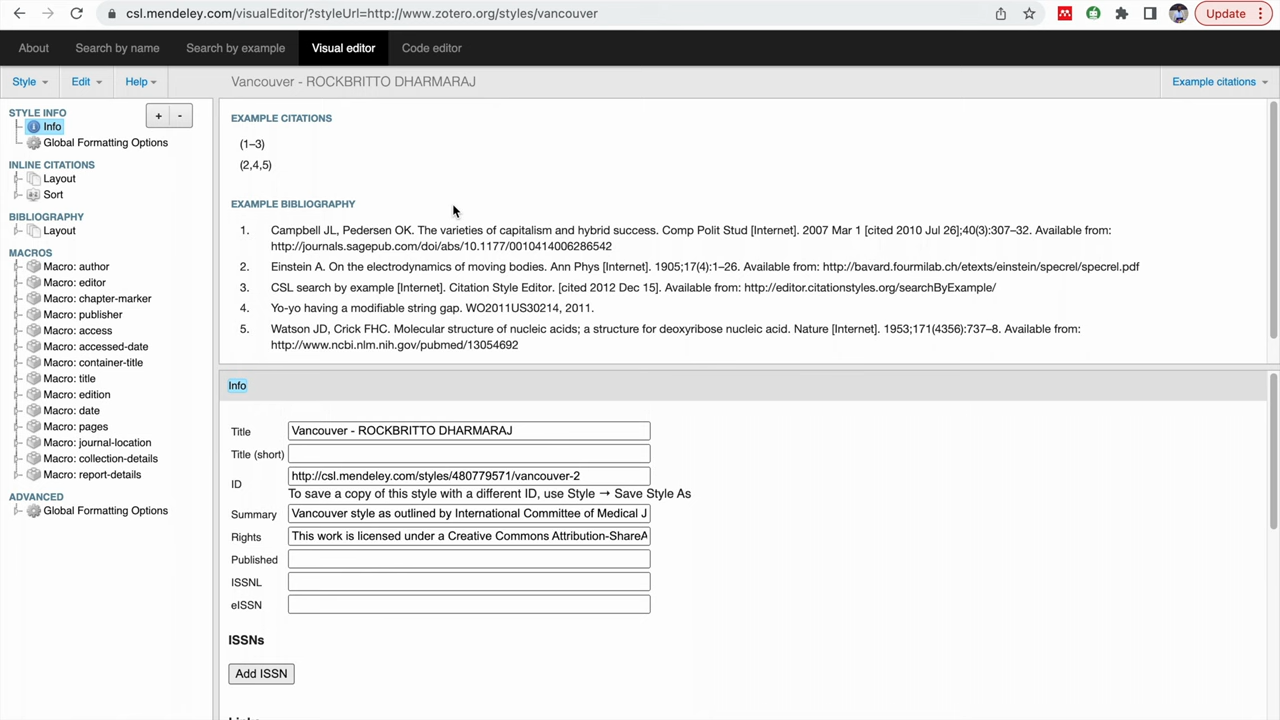 csl.mendeley.com/visualEditor/?styleUrl=http://www.zotero.org/styles/vancouver
Update
About
Search by name
Search by example
Visual editor
Code editor
Style
Edit
Help
Vancouver - ROCKBRITTO DHARMARAJ
Example citations
STYLE INFO
+
-
Info
Global Formatting Options
INLINE CITATIONS
Layout
Sort
BIBLIOGRAPHY
Layout
MACROS
Macro: author
Macro: editor
Macro: chapter-marker
Macro: publisher
Macro: access
Macro: accessed-date
Macro: container-title
Macro: title
Macro: edition
Macro: date
Macro: pages
Macro: journal-location
Macro: collection-details
Macro: report-details
ADVANCED
Global Formatting Options
EXAMPLE CITATIONS
(1–3)
(2,4,5)
EXAMPLE BIBLIOGRAPHY
1. Campbell JL, Pedersen OK. The varieties of capitalism and hybrid success. Comp Polit Stud [Internet]. 2007 Mar 1 [cited 2010 Jul 26];40(3):307–32. Available from:
http://journals.sagepub.com/doi/abs/10.1177/0010414006286542
2. Einstein A. On the electrodynamics of moving bodies. Ann Phys [Internet]. 1905;17(4):1–26. Available from: http://bavard.fourmilab.ch/etexts/einstein/specrel/specrel.pdf
3. CSL search by example [Internet]. Citation Style Editor. [cited 2012 Dec 15]. Available from: http://editor.citationstyles.org/searchByExample/
4. Yo-yo having a modifiable string gap. WO2011US30214, 2011.
5. Watson JD, Crick FHC. Molecular structure of nucleic acids; a structure for deoxyribose nucleic acid. Nature [Internet]. 1953;171(4356):737–8. Available from:
http://www.ncbi.nlm.nih.gov/pubmed/13054692
Info
Title Vancouver - ROCKBRITTO DHARMARAJ
Title (short)
ID http://csl.mendeley.com/styles/480779571/vancouver-2
To save a copy of this style with a different ID, use Style → Save Style As
Summary Vancouver style as outlined by International Committee of Medical J
Rights This work is licensed under a Creative Commons Attribution-ShareA
Published
ISSNL
eISSN
ISSNs
Add ISSN
Links